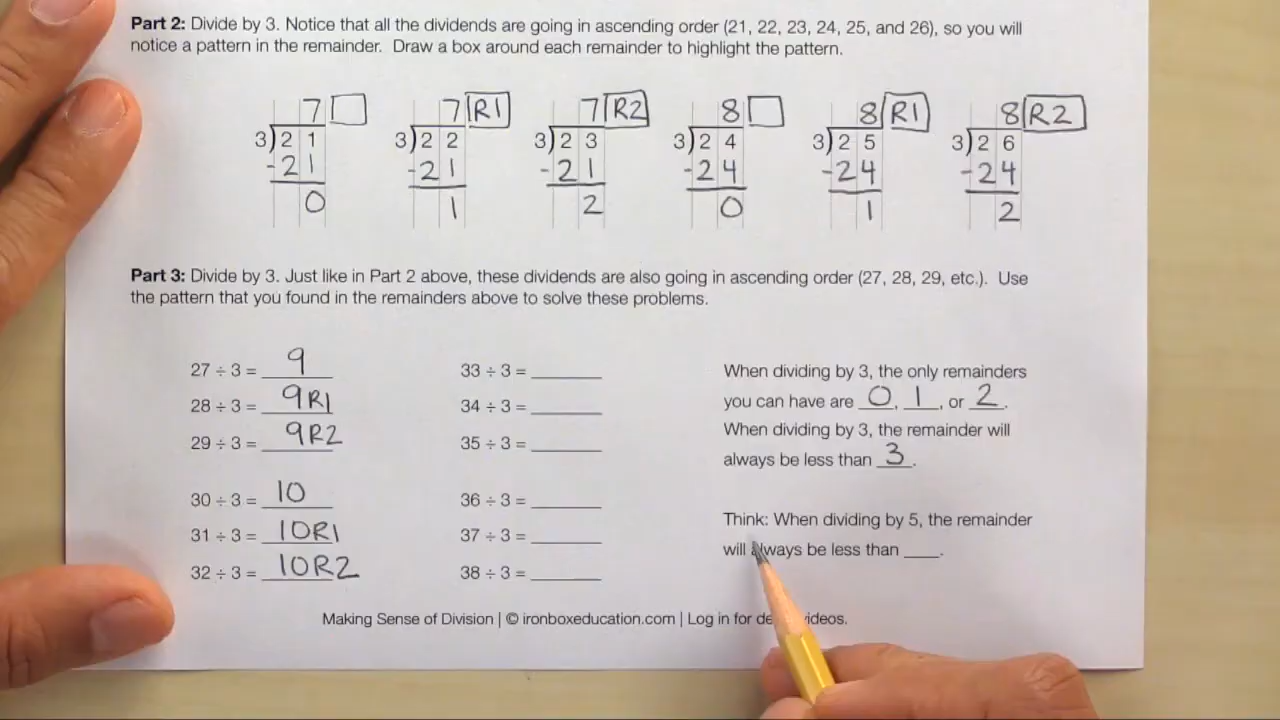 Part 2: Divide by 3. Notice that all the dividends are going in ascending order (21, 22, 23, 24, 25, and 26), so you will
notice a pattern in the remainder. Draw a box around each remainder to highlight the pattern.
7 7 R1 7 R2 8 8 R1 8 R2
3)21 3)22 3)23 3)24 3)25 3)26
-21 -21 -21 -24 -24 -24
0 1 2 0 1 2
Part 3: Divide by 3. Just like in Part 2 above, these dividends are also going in ascending order (27, 28, 29, etc.). Use
the pattern that you found in the remainders above to solve these problems.
27 ÷ 3 = 9
28 ÷ 3 = 9R1
29 ÷ 3 = 9R2
30 ÷ 3 = 10
31 ÷ 3 = 10R1
32 ÷ 3 = 10R2
33 ÷ 3 = ____
34 ÷ 3 = ____
35 ÷ 3 = ____
36 ÷ 3 = ____
37 ÷ 3 = ____
38 ÷ 3 = ____
When dividing by 3, the only remainders
you can have are 0, 1, or 2.
When dividing by 3, the remainder will
always be less than 3.
Think: When dividing by 5, the remainder
will always be less than ____.
Making Sense of Division | © ironboxeducation.com | Log in for videos.